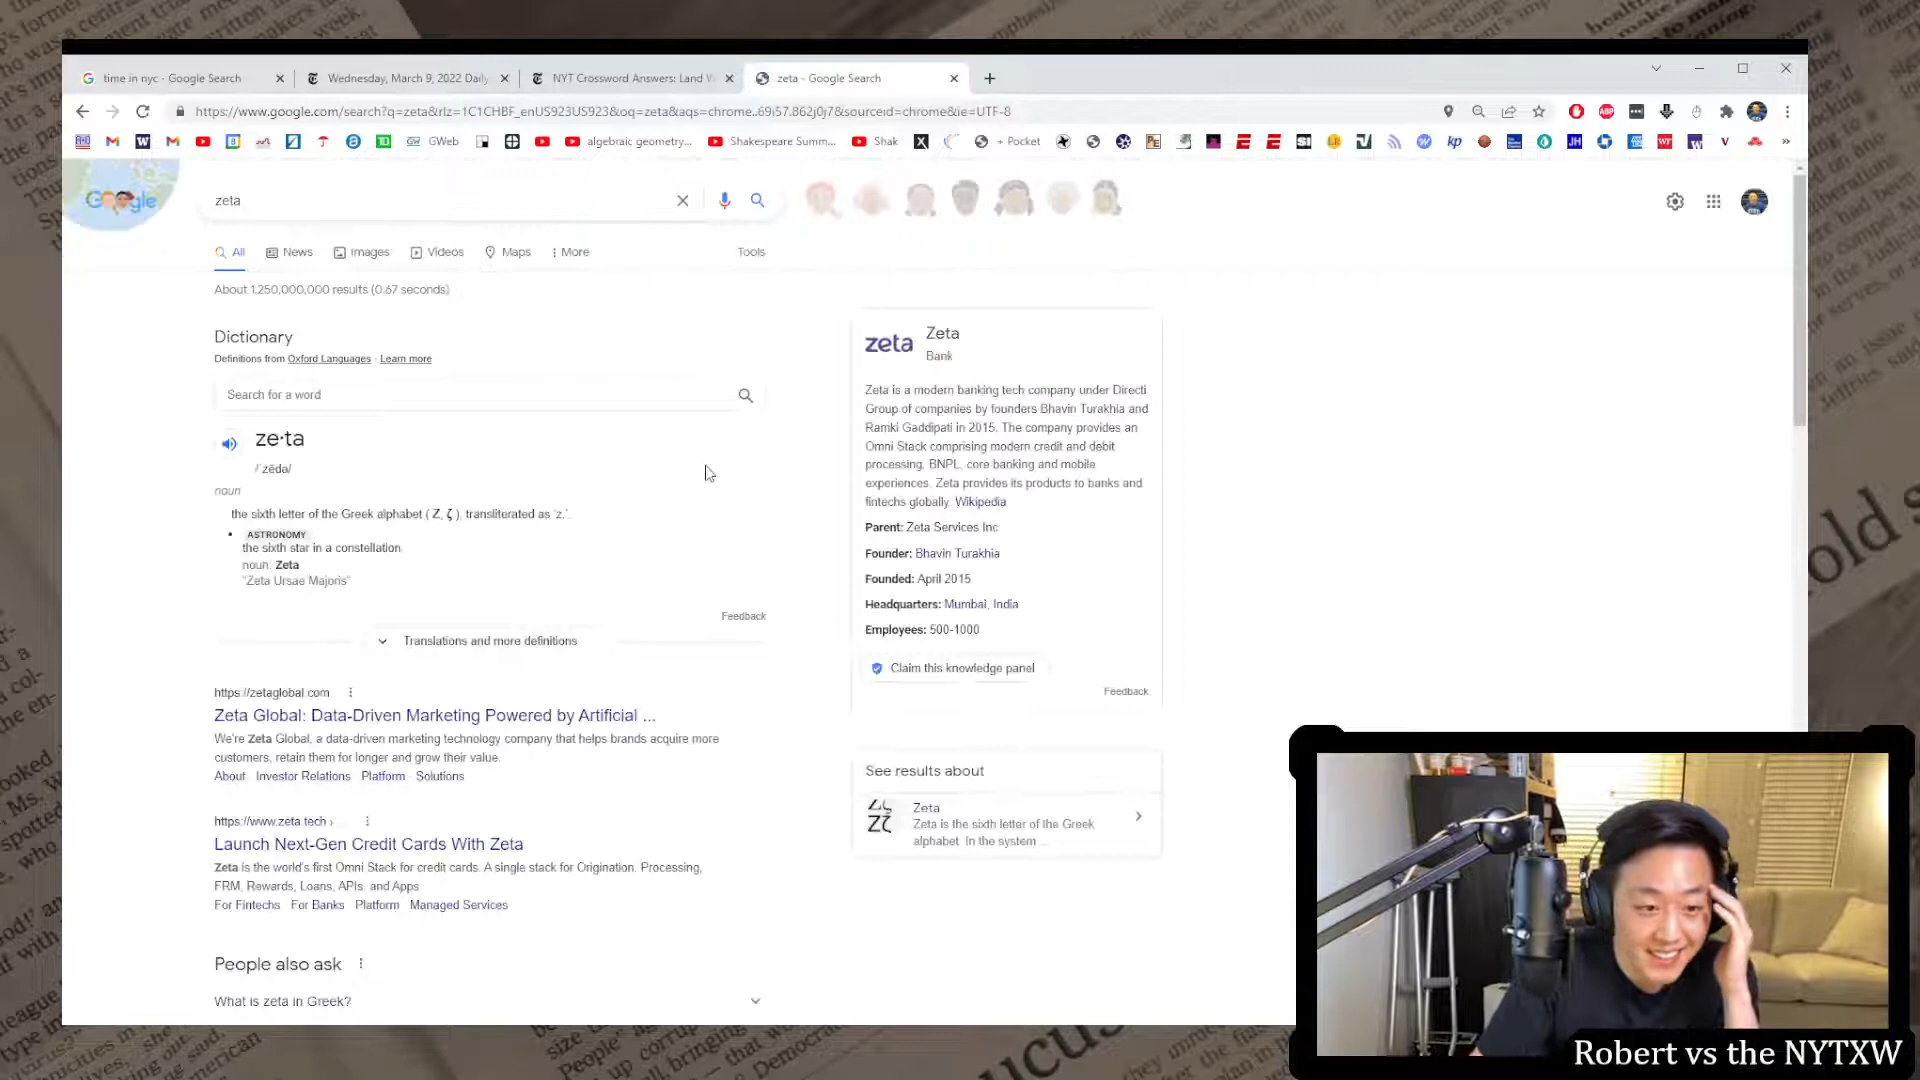 time in nyc - Google Search
Wednesday, March 9, 2022 Daily
NYT Crossword Answers: Land W
zeta - Google Search
https://www.google.com/search?q=zeta&rlz=1C1CHBF_enUS923US923&oq=zeta&aqs=chrome..69i57.862j0j7&sourceid=chrome&ie=UTF-8
GWeb
algebraic geometry...
Shakespeare Summ...
Shak
+ Pocket
Google
zeta
All
News
Images
Videos
Maps
More
Tools
About 1,250,000,000 results (0.67 seconds)
Dictionary
Definitions from Oxford Languages · Learn more
Search for a word
ze·ta
/ˈzēdə/
noun
the sixth letter of the Greek alphabet ( Ζ, ζ ), transliterated as 'z.'.
• ASTRONOMY
the sixth star in a constellation.
noun: Zeta
"Zeta Ursae Majoris"
Feedback
Translations and more definitions
https://zetaglobal.com
Zeta Global: Data-Driven Marketing Powered by Artificial ...
We're Zeta Global, a data-driven marketing technology company that helps brands acquire more
customers, retain them for longer and grow their value.
About · Investor Relations · Platform · Solutions
https://www.zeta.tech ›
Launch Next-Gen Credit Cards With Zeta
Zeta is the world's first Omni Stack for credit cards. A single stack for Origination, Processing,
FRM, Rewards, Loans, APIs, and Apps
For Fintechs · For Banks · Platform · Managed Services
People also ask
What is zeta in Greek?
zeta
Zeta
Bank
Zeta is a modern banking tech company under Directi
Group of companies by founders Bhavin Turakhia and
Ramki Gaddipati in 2015. The company provides an
Omni Stack comprising modern credit and debit
processing, BNPL, core banking and mobile
experiences. Zeta provides its products to banks and
fintechs globally. Wikipedia
Parent: Zeta Services Inc
Founder: Bhavin Turakhia
Founded: April 2015
Headquarters: Mumbai, India
Employees: 500-1000
Claim this knowledge panel
Feedback
See results about
Ζζ
Zeta
Zeta is the sixth letter of the Greek
alphabet. In the system ...
Robert vs the NYTXW